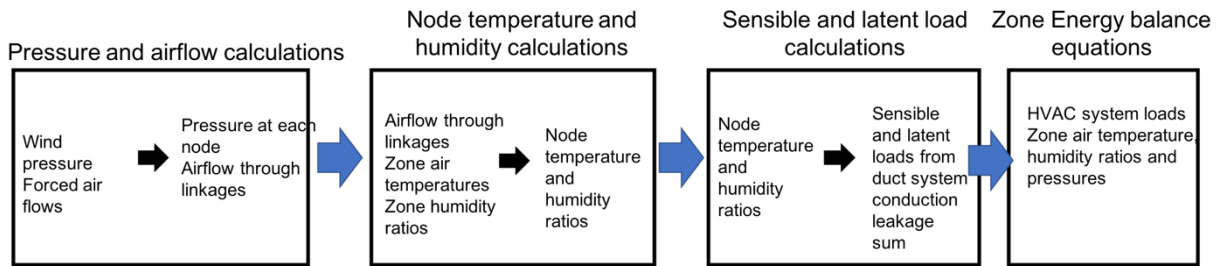 Pressure and airflow calculations
Wind
pressure
Forced air
flows
Pressure at each
node
Airflow through
linkages
Node temperature and
humidity calculations
Airflow through
linkages
Zone air
temperatures
Zone humidity
ratios
Node
temperature
and
humidity
ratios
Sensible and latent load
calculations
Node
temperature
and
humidity
ratios
Sensible
and latent
loads from
duct system
conduction
leakage
sum
Zone Energy balance
equations
HVAC system loads
Zone air temperature,
humidity ratios and
pressures